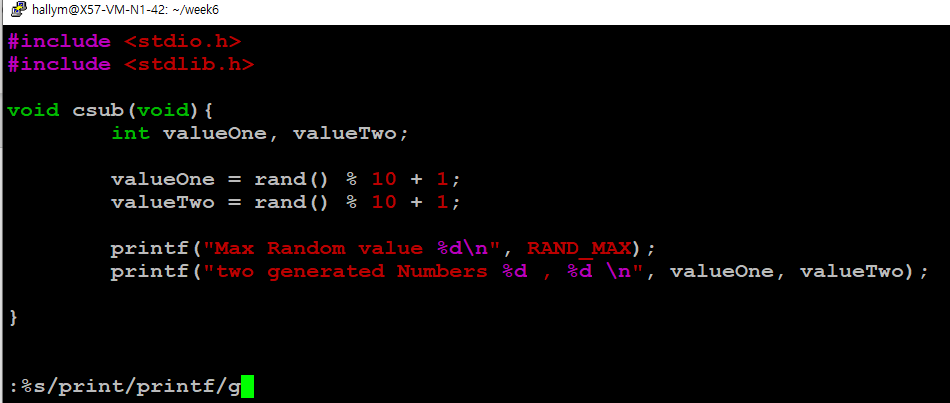 hallym@X57-VM-N1-42: ~/week6
#include <stdio.h>
#include <stdlib.h>
void csub(void){
int valueOne, valueTwo;
valueOne = rand() % 10 + 1;
valueTwo = rand() % 10 + 1;
printf("Max Random value %d\n", RAND_MAX);
printf("two generated Numbers %d , %d \n", valueOne, valueTwo);
}
:%s/print/printf/g